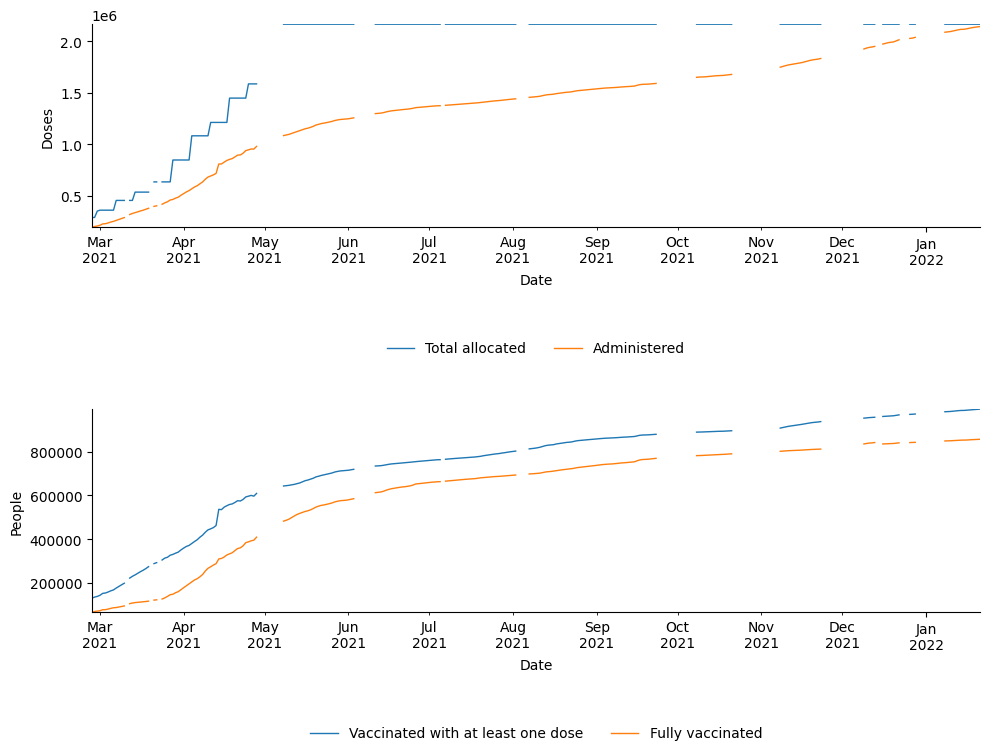 1e6
2.0
1.5
1.0
0.5
Doses
Mar Apr May Jun Jul Aug Sep Oct Nov Dec Jan
2021 2021 2021 2021 2021 2021 2021 2021 2021 2021 2022
Date
Total allocated Administered
800000
600000
400000
200000
People
Mar Apr May Jun Jul Aug Sep Oct Nov Dec Jan
2021 2021 2021 2021 2021 2021 2021 2021 2021 2021 2022
Date
Vaccinated with at least one dose Fully vaccinated